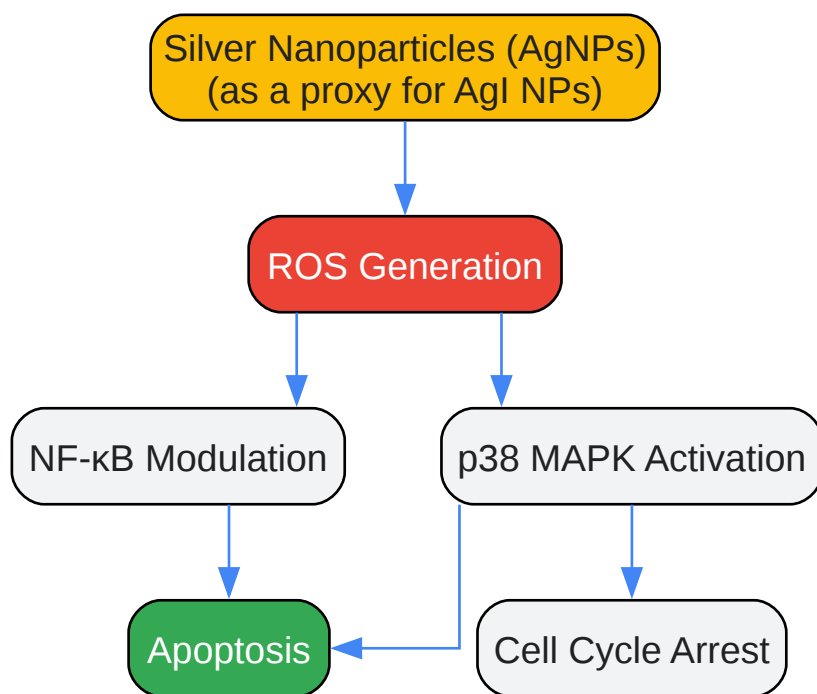 Silver Nanoparticles (AgNPs)
(as a proxy for AgI NPs)
ROS Generation
NF-κB Modulation
p38 MAPK Activation
Apoptosis
Cell Cycle Arrest